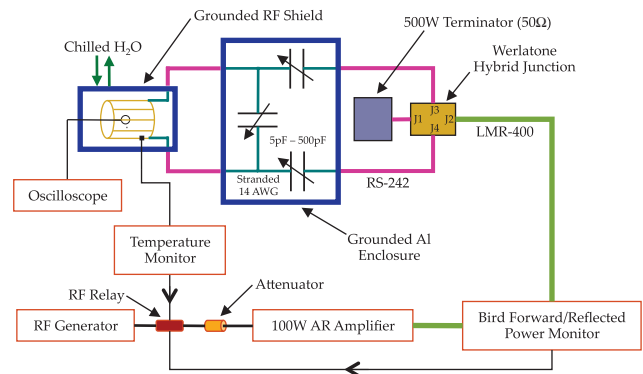 Grounded RF Shield
500W Terminator (50Ω)
Chilled H₂O
Werlatone
Hybrid Junction
J3
J1
J2
J4
LMR-400
5pF – 500pF
Stranded
14 AWG
RS-242
Oscilloscope
Grounded Al
Enclosure
Temperature
Monitor
RF Relay
Attenuator
RF Generator
100W AR Amplifier
Bird Forward/Reflected
Power Monitor